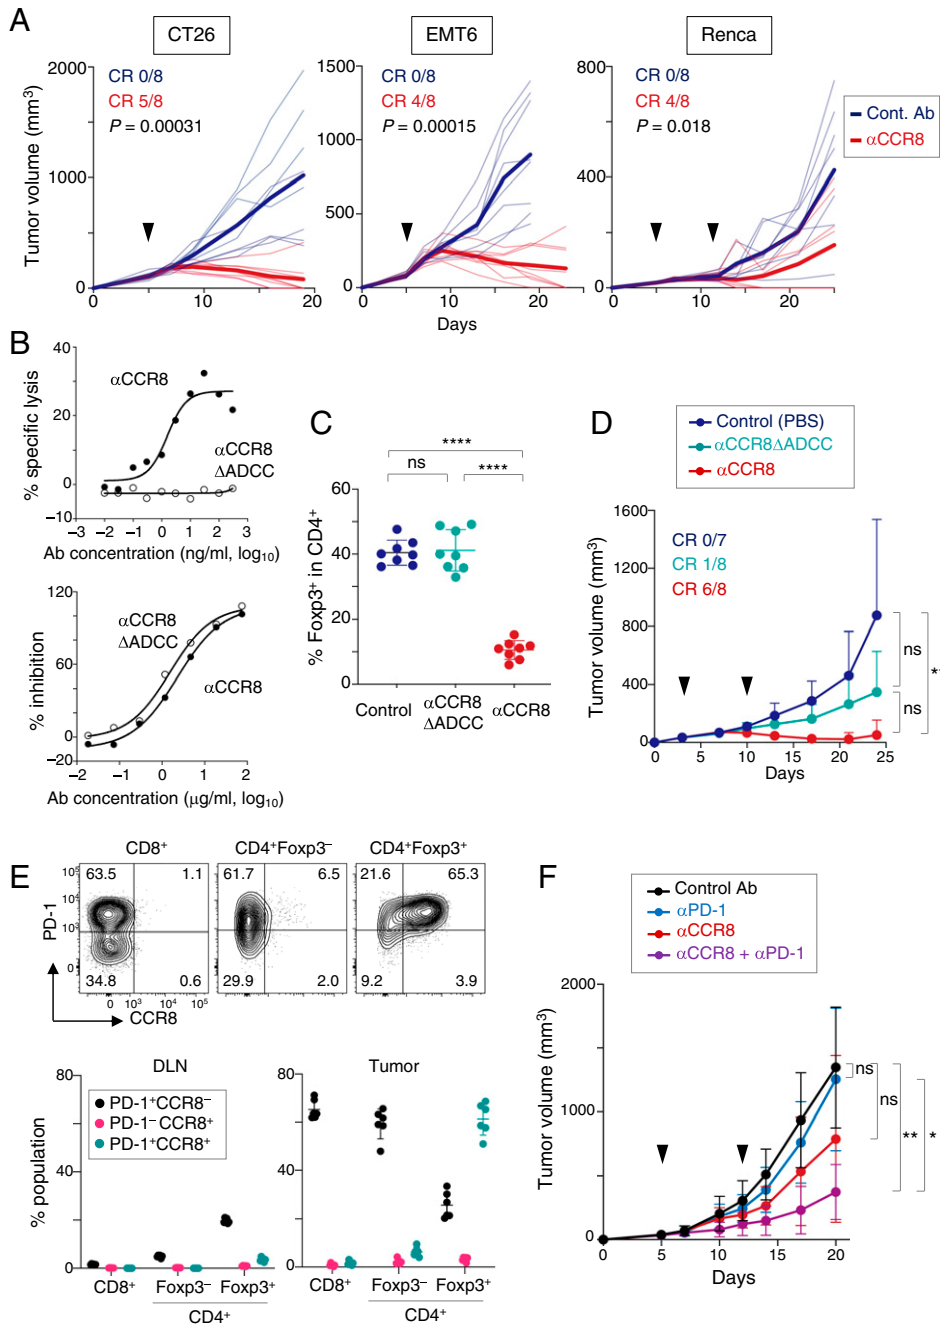 A
CT26
EMT6
Renca
Tumor volume (mm³)
2000
1000
0
0
10
20
CR 0/8
CR 5/8
P = 0.00031
1500
1000
500
0
0
10
20
CR 0/8
CR 4/8
P = 0.00015
800
400
0
0
10
20
CR 0/8
CR 4/8
P = 0.018
Cont. Ab
αCCR8
Days
B
% specific lysis
40
20
0
−10
αCCR8
αCCR8
ΔADCC
−2
−1
0
1
2
3
Ab concentration (ng/ml, log₁₀)
% inhibition
120
60
0
−20
αCCR8
ΔADCC
αCCR8
−2
−1
0
1
2
Ab concentration (μg/ml, log₁₀)
C
****
ns
****
% Foxp3⁺ in CD4⁺
60
40
20
0
Control
αCCR8
ΔADCC
αCCR8
D
Control (PBS)
αCCR8ΔADCC
αCCR8
Tumor volume (mm³)
1600
1200
800
400
0
CR 0/7
CR 1/8
CR 6/8
ns
ns
0
5
10
15
20
25
Days
E
CD8⁺
CD4⁺Foxp3⁻
CD4⁺Foxp3⁺
PD-1
10⁵
10⁴
10³
0
63.5
1.1
34.8
0.6
61.7
6.5
29.9
2.0
21.6
65.3
9.2
3.9
0
10³
10⁴
10⁵
CCR8
DLN
Tumor
% population
80
40
0
PD-1⁺CCR8⁻
PD-1⁻CCR8⁺
PD-1⁺CCR8⁺
80
40
0
CD8⁺
Foxp3⁻
Foxp3⁺
CD4⁺
CD8⁺
Foxp3⁻
Foxp3⁺
CD4⁺
F
Control Ab
αPD-1
αCCR8
αCCR8 + αPD-1
Tumor volume (mm³)
2000
1000
0
ns
ns
**
*
0
5
10
15
20
Days